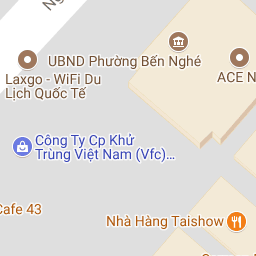 Ng
UBND Phường Bến Nghé
Laxgo - WiFi Du
Lịch Quốc Tế
ACE N
Công Ty Cp Khử
Trùng Việt Nam (Vfc)...
Cafe 43
Nhà Hàng Taishow